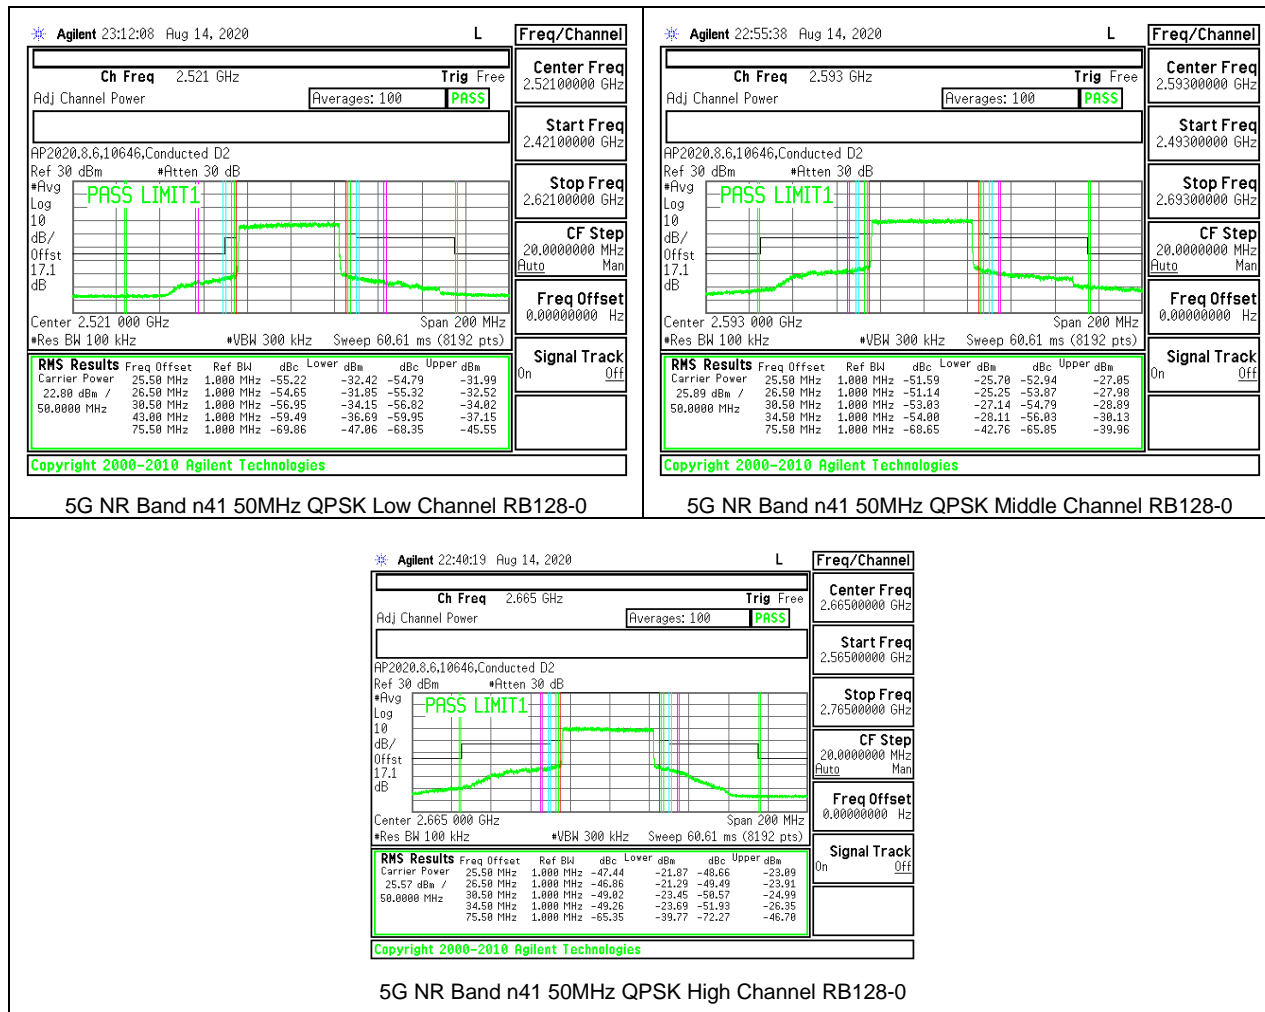 Agilent 23:12:08 Aug 14, 2020 L Freq/Channel
Ch Freq 2.521 GHz Trig Free
Adj Channel Power Averages: 100 PASS
Center Freq
2.52100000 GHz
Start Freq
2.42100000 GHz
AP2020.8.6,10646,Conducted D2
Ref 30 dBm #Atten 30 dB
#Avg
Log
10
dB/
Offst
17.1
dB
PASS LIMIT1
Stop Freq
2.62100000 GHz
CF Step
20.0000000 MHz
Auto Man
Freq Offset
0.00000000 Hz
Center 2.521 000 GHz Span 200 MHz
#Res BW 100 kHz #VBW 300 kHz Sweep 60.61 ms (8192 pts)
Signal Track
On Off
RMS Results Freq Offset Ref BW dBc Lower dBm dBc Upper dBm
Carrier Power 25.50 MHz 1.000 MHz -55.22 -32.42 -54.79 -31.99
22.80 dBm / 26.50 MHz 1.000 MHz -54.65 -31.85 -55.32 -32.52
50.0000 MHz 30.50 MHz 1.000 MHz -56.95 -34.15 -56.82 -34.02
43.00 MHz 1.000 MHz -59.49 -36.69 -59.95 -37.15
75.50 MHz 1.000 MHz -69.86 -47.06 -68.35 -45.55
Copyright 2000-2010 Agilent Technologies
5G NR Band n41 50MHz QPSK Low Channel RB128-0
Agilent 22:55:38 Aug 14, 2020 L Freq/Channel
Ch Freq 2.593 GHz Trig Free
Adj Channel Power Averages: 100 PASS
Center Freq
2.59300000 GHz
Start Freq
2.49300000 GHz
AP2020.8.6,10646,Conducted D2
Ref 30 dBm #Atten 30 dB
#Avg
Log
10
dB/
Offst
17.1
dB
PASS LIMIT1
Stop Freq
2.69300000 GHz
CF Step
20.0000000 MHz
Auto Man
Freq Offset
0.00000000 Hz
Center 2.593 000 GHz Span 200 MHz
#Res BW 100 kHz #VBW 300 kHz Sweep 60.61 ms (8192 pts)
Signal Track
On Off
RMS Results Freq Offset Ref BW dBc Lower dBm dBc Upper dBm
Carrier Power 25.50 MHz 1.000 MHz -51.59 -25.70 -52.94 -27.05
25.89 dBm / 26.50 MHz 1.000 MHz -51.14 -25.25 -53.87 -27.98
50.0000 MHz 30.50 MHz 1.000 MHz -53.03 -27.14 -54.79 -28.89
34.50 MHz 1.000 MHz -54.00 -28.11 -56.03 -30.13
75.50 MHz 1.000 MHz -68.65 -42.76 -65.85 -39.96
Copyright 2000-2010 Agilent Technologies
5G NR Band n41 50MHz QPSK Middle Channel RB128-0
Agilent 22:40:19 Aug 14, 2020 L Freq/Channel
Ch Freq 2.665 GHz Trig Free
Adj Channel Power Averages: 100 PASS
Center Freq
2.66500000 GHz
Start Freq
2.56500000 GHz
AP2020.8.6,10646,Conducted D2
Ref 30 dBm #Atten 30 dB
#Avg
Log
10
dB/
Offst
17.1
dB
PASS LIMIT1
Stop Freq
2.76500000 GHz
CF Step
20.0000000 MHz
Auto Man
Freq Offset
0.00000000 Hz
Center 2.665 000 GHz Span 200 MHz
#Res BW 100 kHz #VBW 300 kHz Sweep 60.61 ms (8192 pts)
Signal Track
On Off
RMS Results Freq Offset Ref BW dBc Lower dBm dBc Upper dBm
Carrier Power 25.50 MHz 1.000 MHz -47.44 -21.87 -48.66 -23.09
25.57 dBm / 26.50 MHz 1.000 MHz -46.86 -21.29 -49.49 -23.91
50.0000 MHz 30.50 MHz 1.000 MHz -49.02 -23.45 -50.57 -24.99
34.50 MHz 1.000 MHz -49.26 -23.69 -51.93 -26.35
75.50 MHz 1.000 MHz -65.35 -39.77 -72.27 -46.70
Copyright 2000-2010 Agilent Technologies
5G NR Band n41 50MHz QPSK High Channel RB128-0